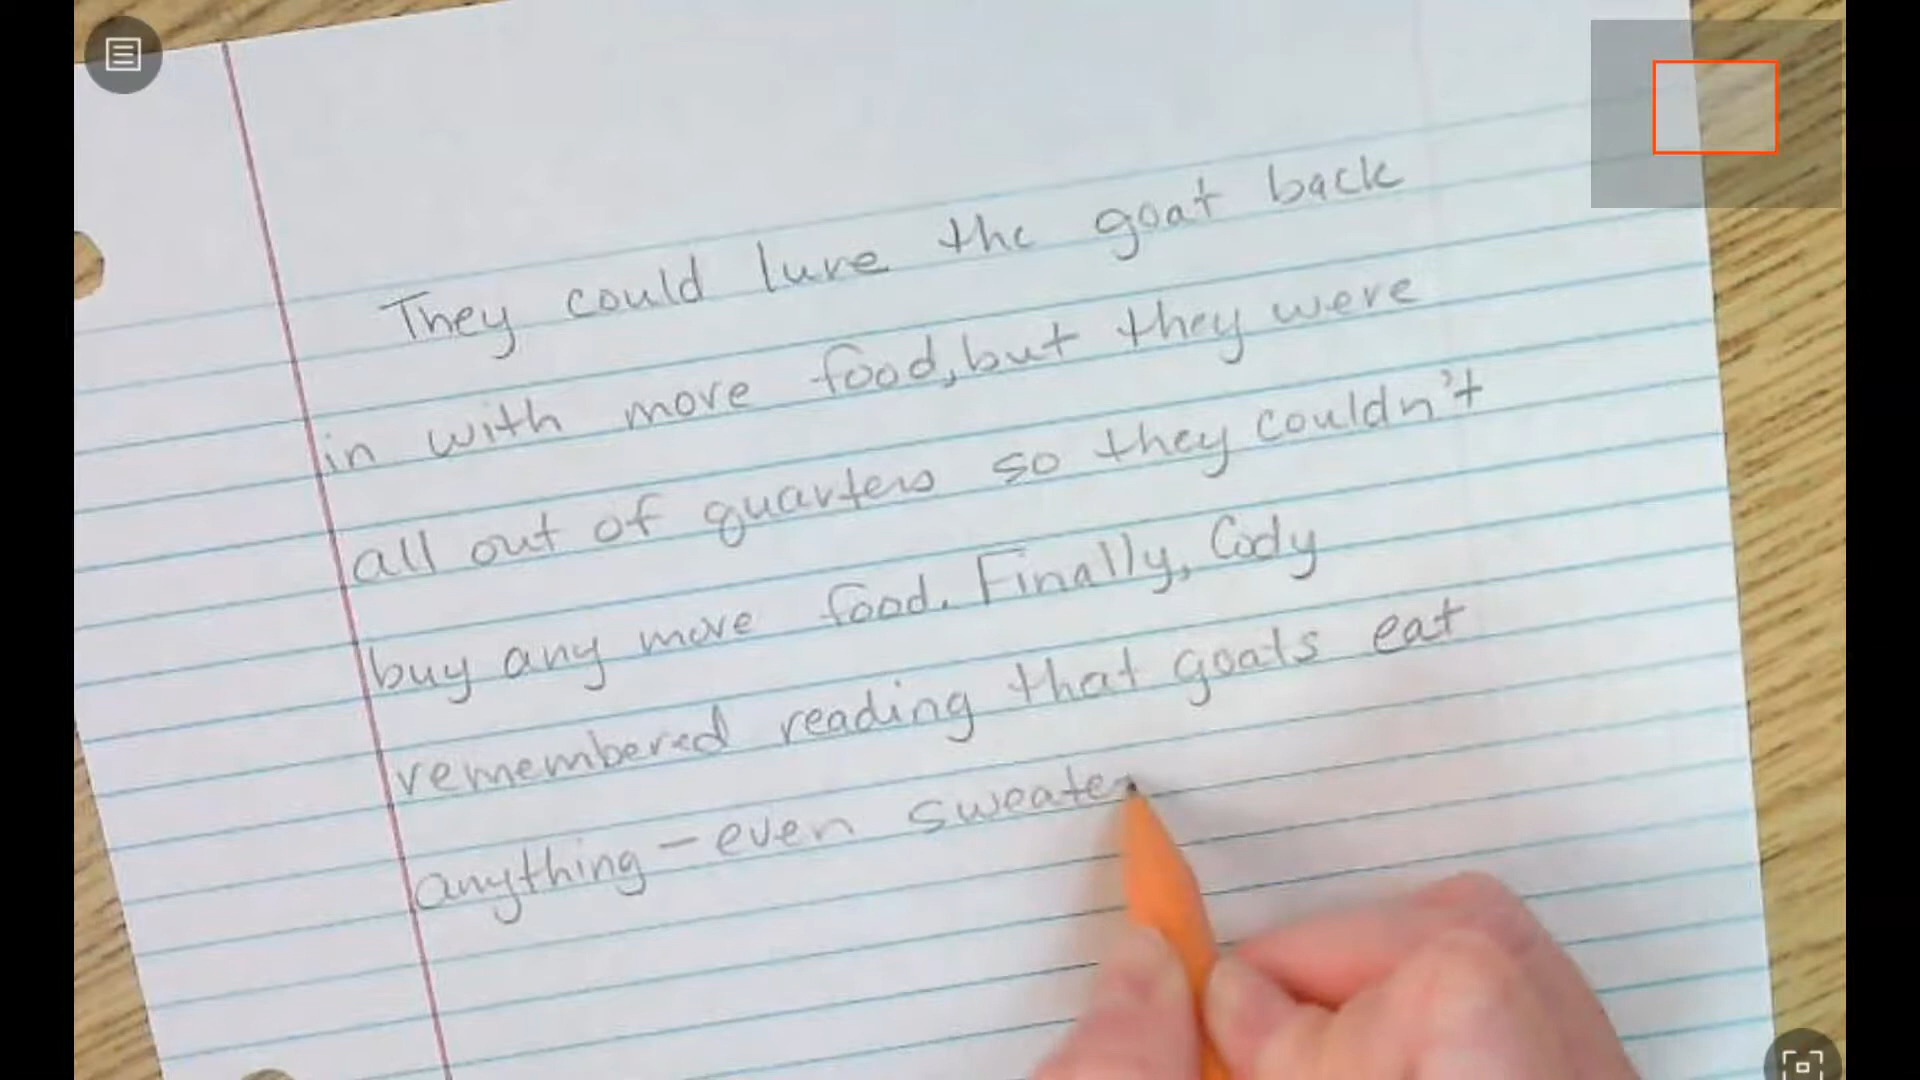 They could lure the goat back
in with more food, but they were
all out of quarters so they couldn't
buy any more food. Finally, Cody
remembered reading that goats eat
anything - even sweater